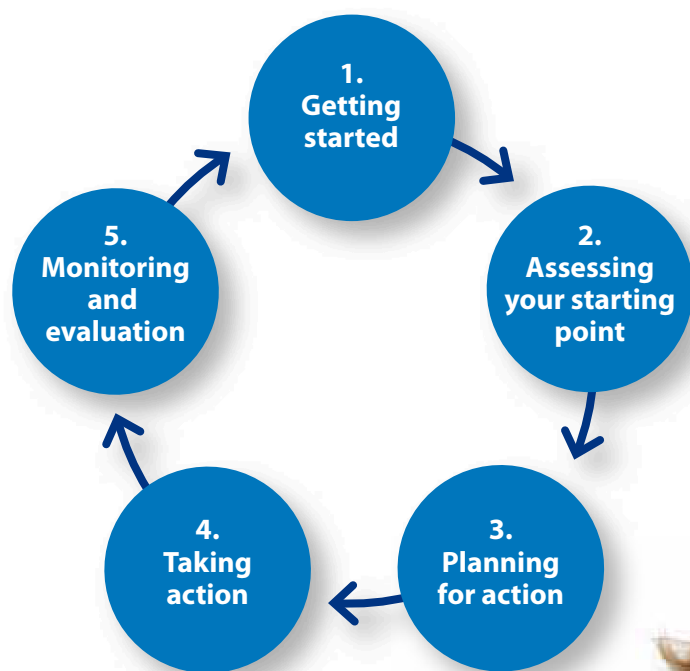 1.
Getting
started
2.
Assessing
your starting
point
3.
Planning
for action
4.
Taking
action
5.
Monitoring
and
evaluation